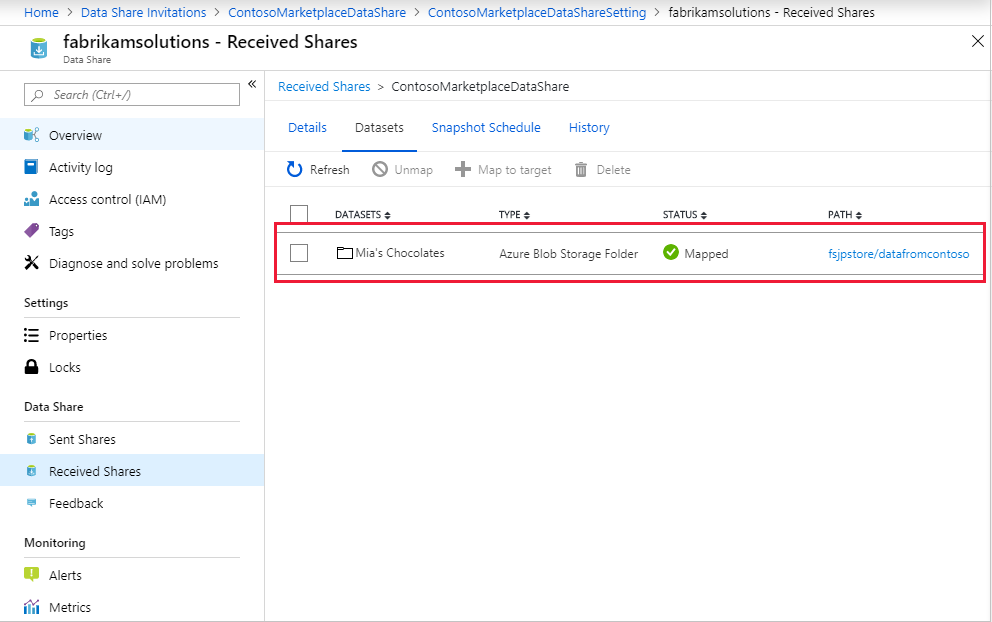 Home > Data Share Invitations > ContosoMarketplaceDataShare > ContosoMarketplaceDataShareSetting > fabrikamsolutions - Received Shares
fabrikamsolutions - Received Shares
Data Share
Search (Ctrl+/)
Overview
Activity log
Access control (IAM)
Tags
Diagnose and solve problems
Settings
Properties
Locks
Data Share
Sent Shares
Received Shares
Feedback
Monitoring
Alerts
Metrics
Received Shares > ContosoMarketplaceDataShare
Details Datasets Snapshot Schedule History
Refresh Unmap Map to target Delete
DATASETS TYPE STATUS PATH
Mia's Chocolates Azure Blob Storage Folder Mapped fsjpstore/datafromcontoso